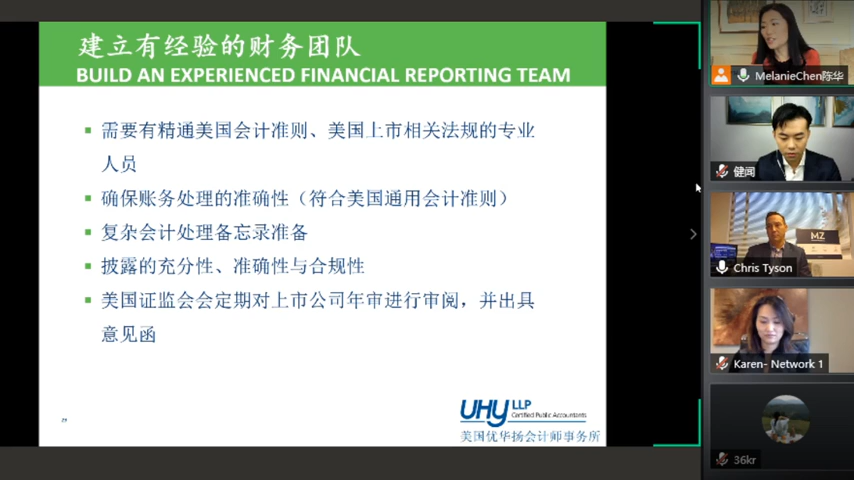 建立有经验的财务团队
BUILD AN EXPERIENCED FINANCIAL REPORTING TEAM
需要有精通美国会计准则、美国上市相关法规的专业
人员
确保账务处理的准确性（符合美国通用会计准则）
复杂会计处理备忘录准备
披露的充分性、准确性与合规性
美国证监会会定期对上市公司年审进行审阅，并出具
意见函
UHY LLP
Certified Public Accountants
美国优华扬会计师事务所
MelanieChen陈华
健闻
MZ
Chris Tyson
Karen- Network 1
36kr